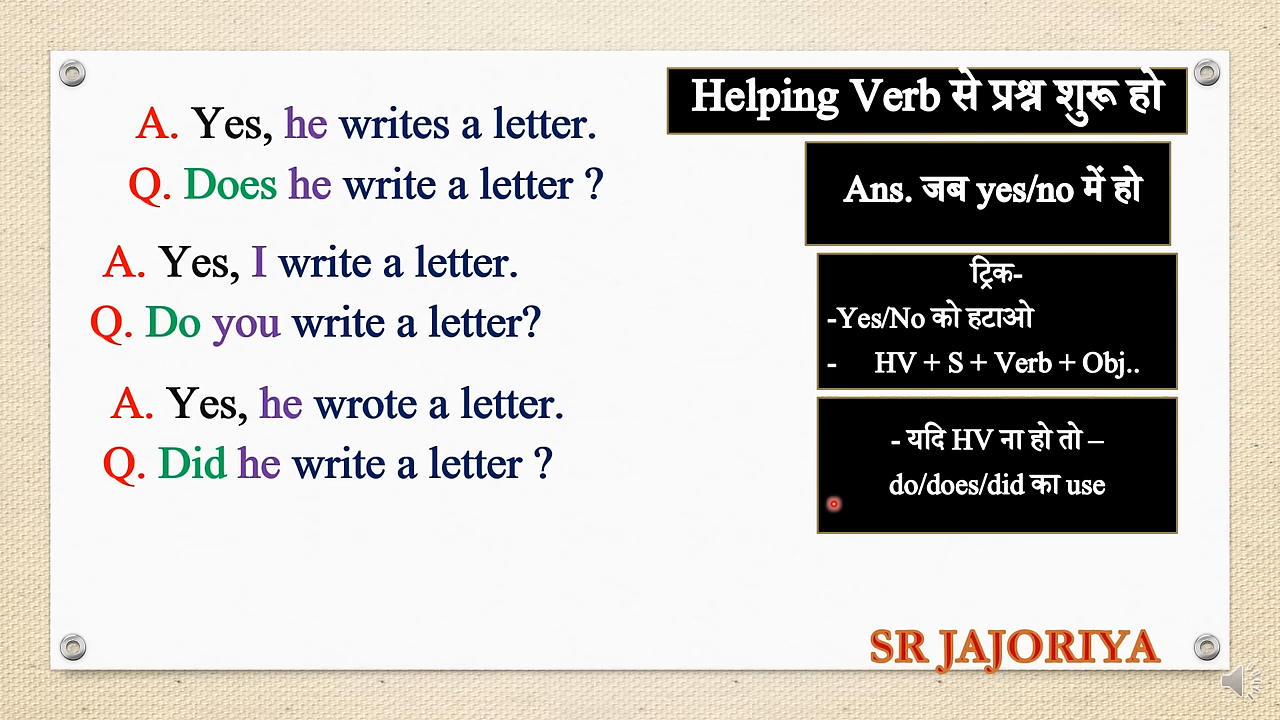 A. Yes, he writes a letter.
Q. Does he write a letter ?
A. Yes, I write a letter.
Q. Do you write a letter?
A. Yes, he wrote a letter.
Q. Did he write a letter ?
Helping Verb से प्रश्न शुरू हो
Ans. जब yes/no में हो
ट्रिक-
-Yes/No को हटाओ
- HV + S + Verb + Obj..
- यदि HV ना हो तो –
do/does/did का use
SR JAJORIYA